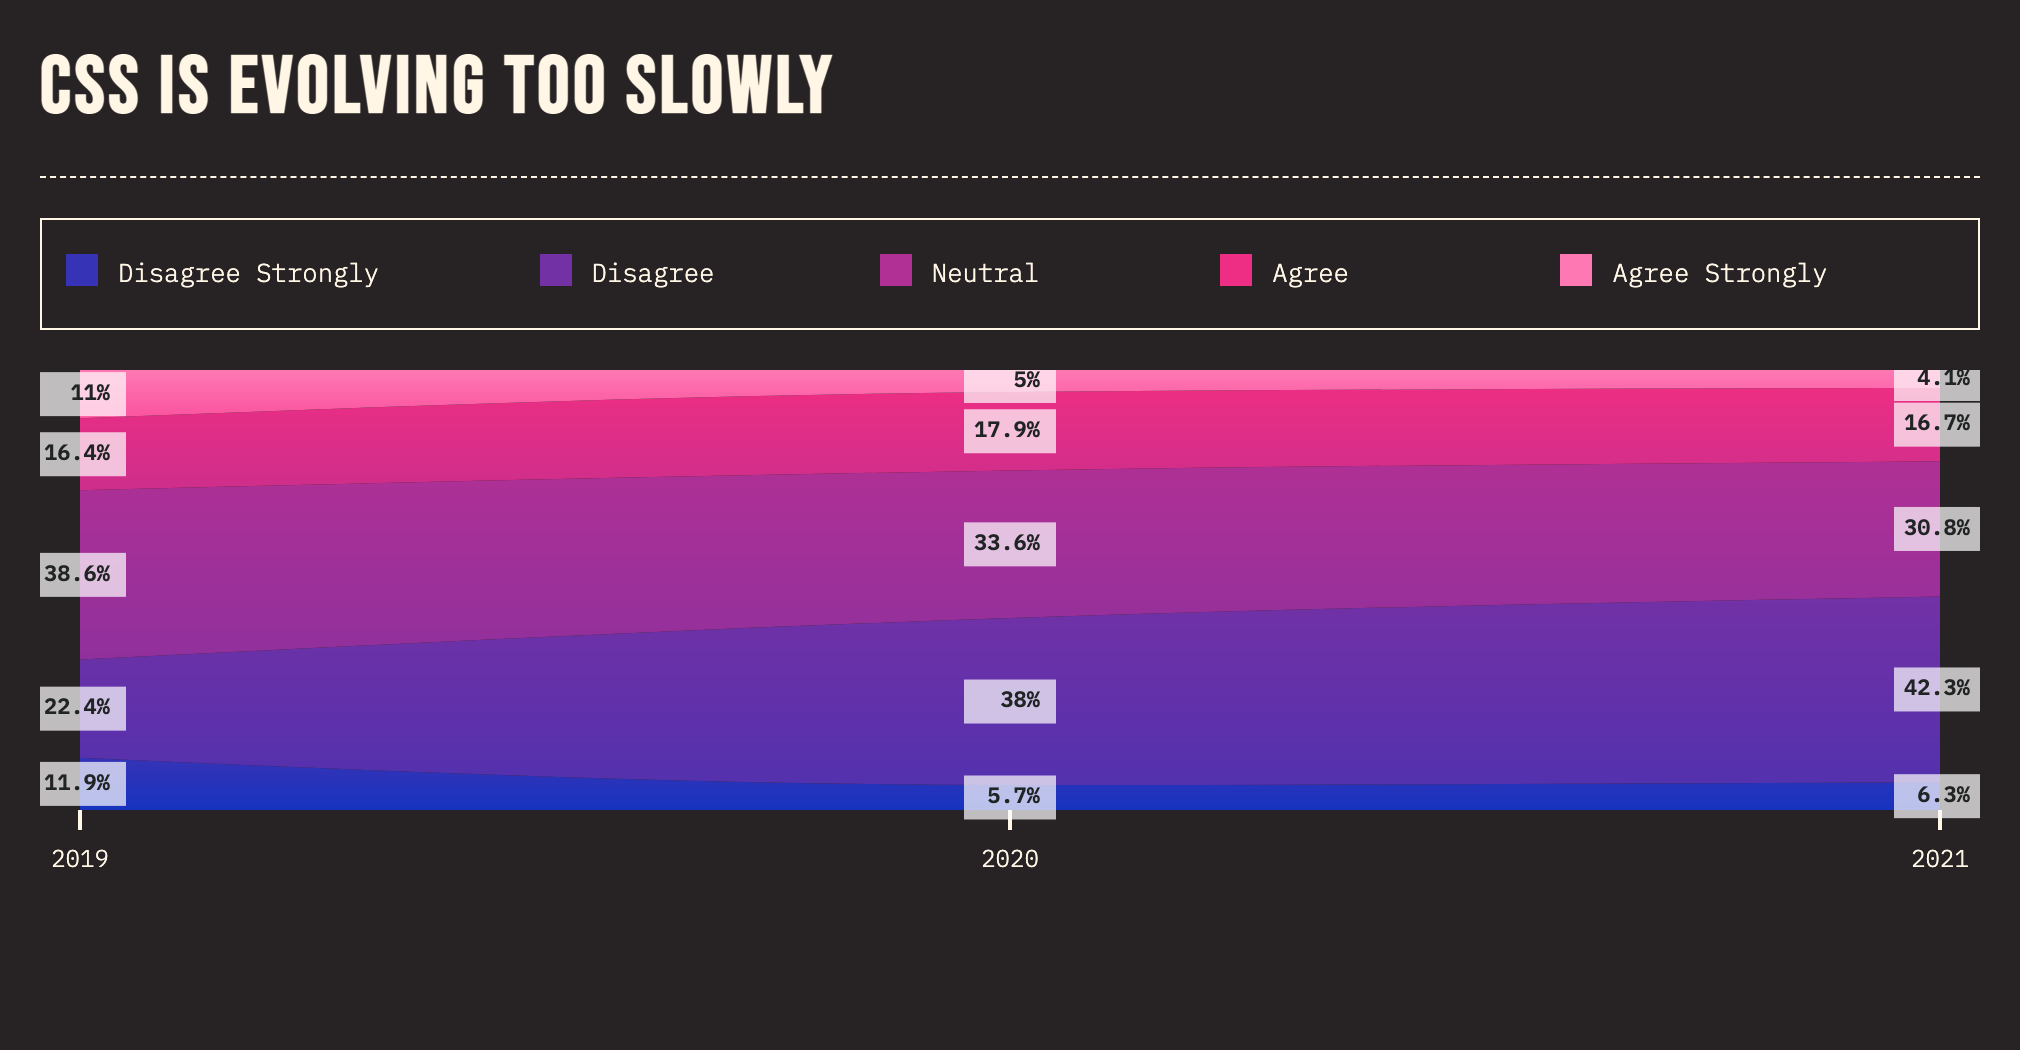 CSS IS EVOLVING TOO SLOWLY
Disagree Strongly Disagree Neutral Agree Agree Strongly
11% 5% 4.1%
16.4% 17.9% 16.7%
38.6% 33.6% 30.8%
22.4% 38% 42.3%
11.9% 5.7% 6.3%
2019 2020 2021